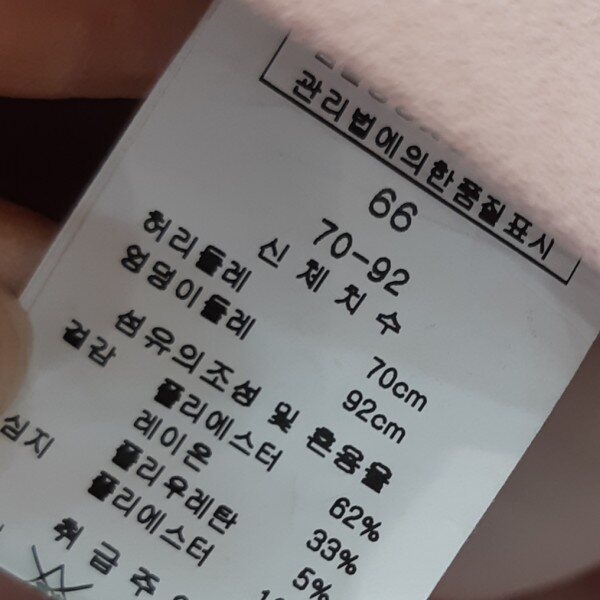 관리법에의한품질표시
66
70-92
신체치수
허리둘레 70cm
엉덩이둘레 92cm
섬유의조성 및 혼용율
겉감 폴리에스터 62%
레이온 33%
폴리우레탄 5%
심지 폴리에스터
취급주